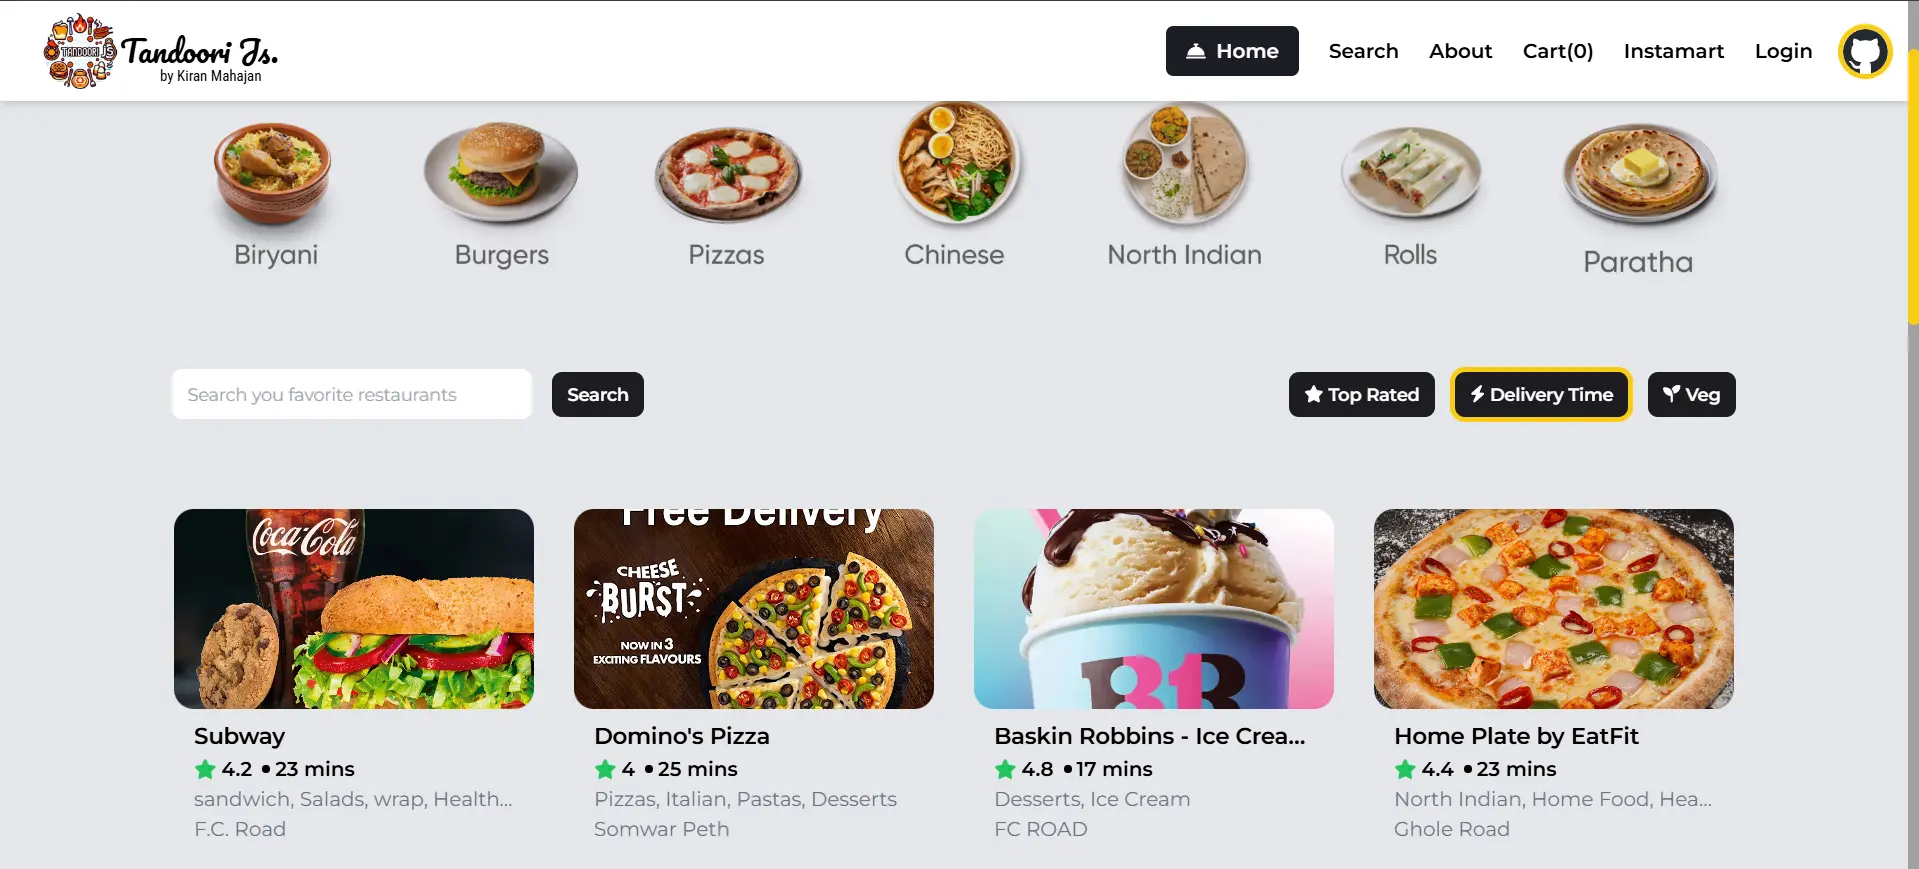 TANDOORI JS
Tandoori Js.
by Kiran Mahajan
Home
Search
About
Cart(0)
Instamart
Login
Biryani
Burgers
Pizzas
Chinese
North Indian
Rolls
Paratha
Search you favorite restaurants
Search
Top Rated
Delivery Time
Veg
Coca-Cola
Free Delivery
CHEESE
BURST
NOW IN 3
EXCITING FLAVOURS
BR
Subway
4.2 • 23 mins
sandwich, Salads, wrap, Health...
F.C. Road
Domino's Pizza
4 • 25 mins
Pizzas, Italian, Pastas, Desserts
Somwar Peth
Baskin Robbins - Ice Crea...
4.8 • 17 mins
Desserts, Ice Cream
FC ROAD
Home Plate by EatFit
4.4 • 23 mins
North Indian, Home Food, Hea...
Ghole Road